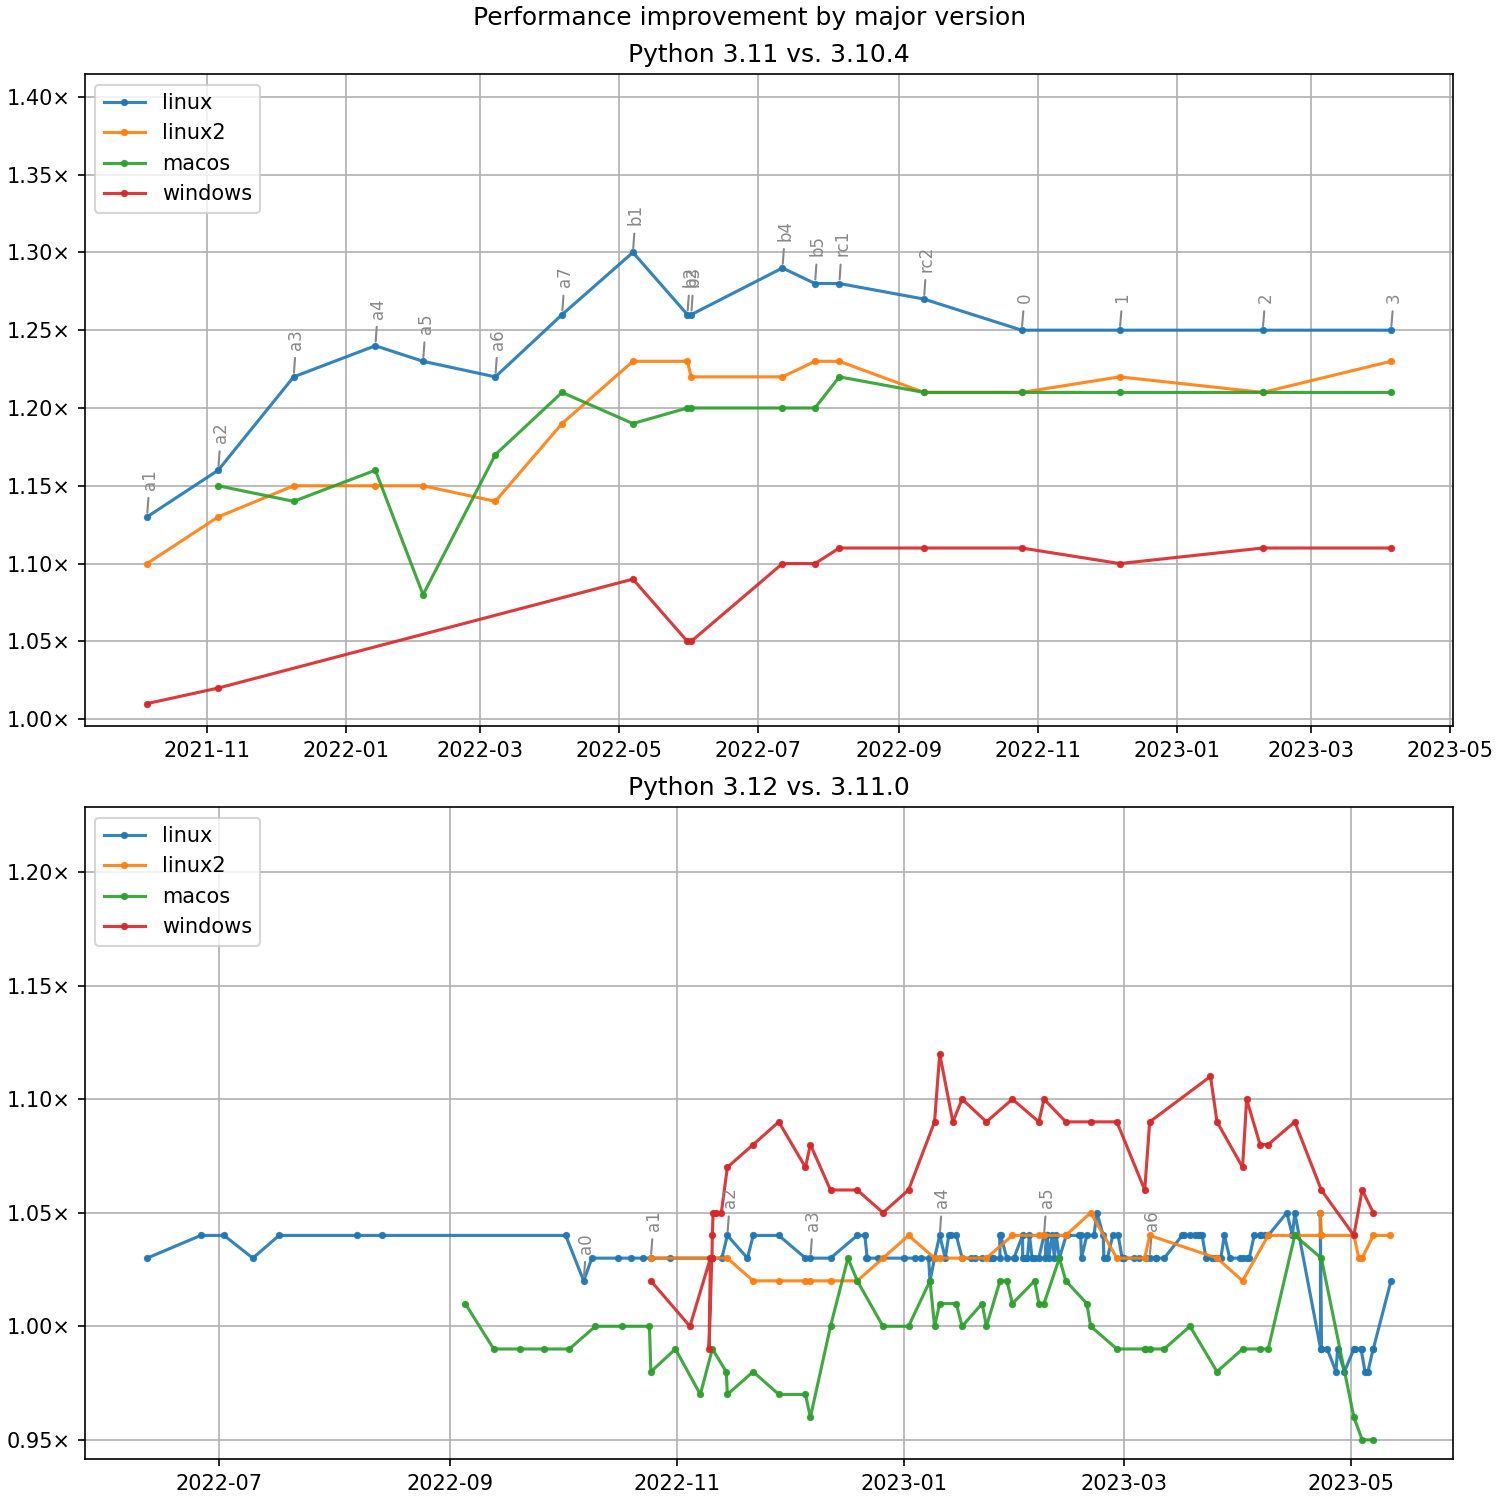 Performance improvement by major version
Python 3.11 vs. 3.10.4
1.40×
1.35×
1.30×
1.25×
1.20×
1.15×
1.10×
1.05×
1.00×
linux
linux2
macos
windows
a1
a2
a3
a4
a5
a6
a7
b1
b4
b5
rc1
rc2
0
1
2
3
2021-11
2022-01
2022-03
2022-05
2022-07
2022-09
2022-11
2023-01
2023-03
2023-05
Python 3.12 vs. 3.11.0
1.20×
1.15×
1.10×
1.05×
1.00×
0.95×
linux
linux2
macos
windows
a0
a1
a2
a3
a4
a5
a6
2022-07
2022-09
2022-11
2023-01
2023-03
2023-05